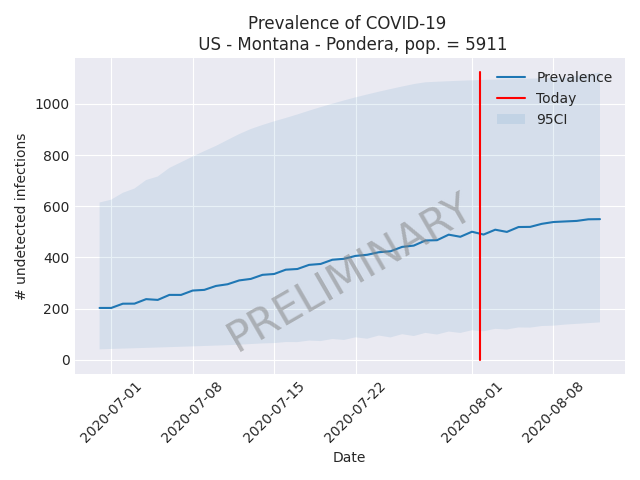 Prevalence of COVID-19
US - Montana - Pondera, pop. = 5911
Prevalence
Today
95CI
# undetected infections
1000
800
600
400
200
0
PRELIMINARY
2020-07-01
2020-07-08
2020-07-15
2020-07-22
2020-08-01
2020-08-08
Date